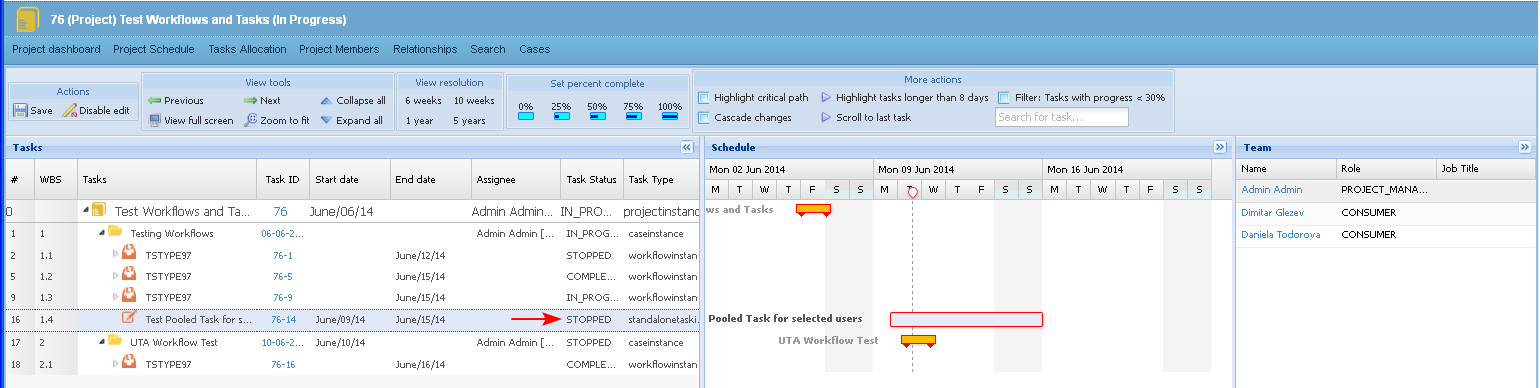 76 (Project) Test Workflows and Tasks (In Progress)
Project dashboard Project Schedule Tasks Allocation Project Members Relationships Search Cases
Actions
Save Disable edit
View tools
Previous Next Collapse all
View full screen Zoom to fit Expand all
View resolution
6 weeks 10 weeks
1 year 5 years
Set percent complete
0% 25% 50% 75% 100%
More actions
Highlight critical path Highlight tasks longer than 8 days Filter: Tasks with progress < 30%
Cascade changes Scroll to last task Search for task...
Tasks
# WBS Tasks Task ID Start date End date Assignee Task Status Task Type
0 Test Workflows and Ta... 76 June/06/14 Admin Admin... IN_PRO... projectinstanc
1 1 Testing Workflows 06-06-2... Admin Admin [... IN_PROG... caseinstance
2 1.1 TSTYPE97 76-1 June/12/14 STOPPED workflowinstan
5 1.2 TSTYPE97 76-5 June/15/14 COMPLE... workflowinstan
9 1.3 TSTYPE97 76-9 June/15/14 IN_PROG... workflowinstan
16 1.4 Test Pooled Task for s... 76-14 June/09/14 June/15/14 STOPPED standalonetaski...
17 2 UTA Workflow Test 10-06-2... June/10/14 Admin Admin [... STOPPED caseinstance
18 2.1 TSTYPE97 76-16 June/16/14 COMPLE... workflowinstan
Schedule
Mon 02 Jun 2014 Mon 09 Jun 2014 Mon 16 Jun 2014
M T W T F S S M T W T F S S M T W T F S S
ws and Tasks
Pooled Task for selected users
UTA Workflow Test
Team
Name Role Job Title
Admin Admin PROJECT_MANA...
Dimitar Glezev CONSUMER
Daniela Todorova CONSUMER